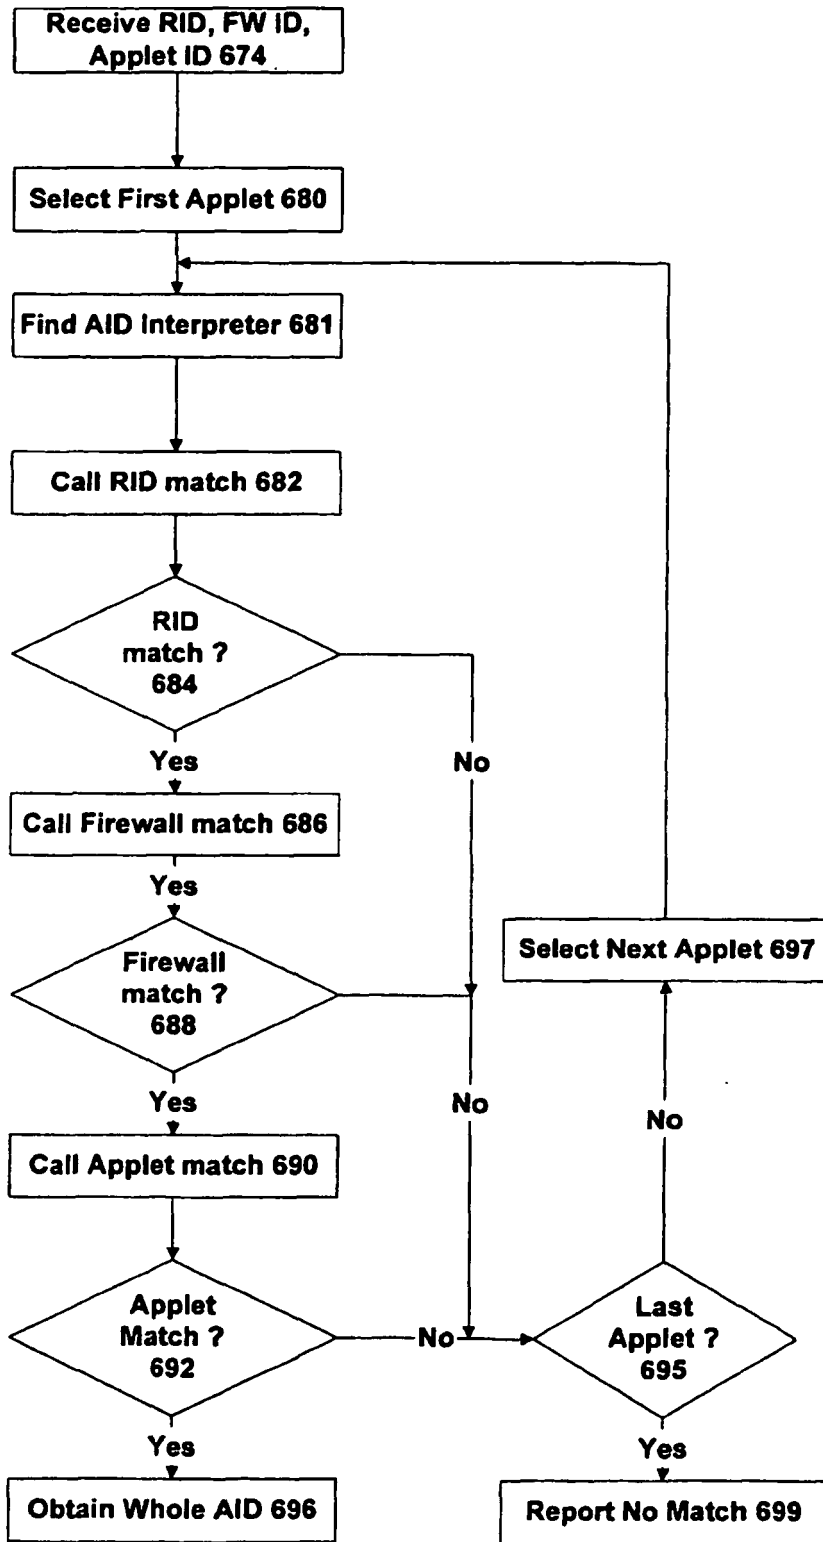 Receive RID, FW ID,
Applet ID 674
Select First Applet 680
Find AID Interpreter 681
Call RID match 682
RID
match ?
684
Yes
No
Call Firewall match 686
Yes
Firewall
match ?
688
Select Next Applet 697
Yes
No
No
Call Applet match 690
Applet
Match ?
692
No
Last
Applet ?
695
Yes
Yes
Obtain Whole AID 696
Report No Match 699